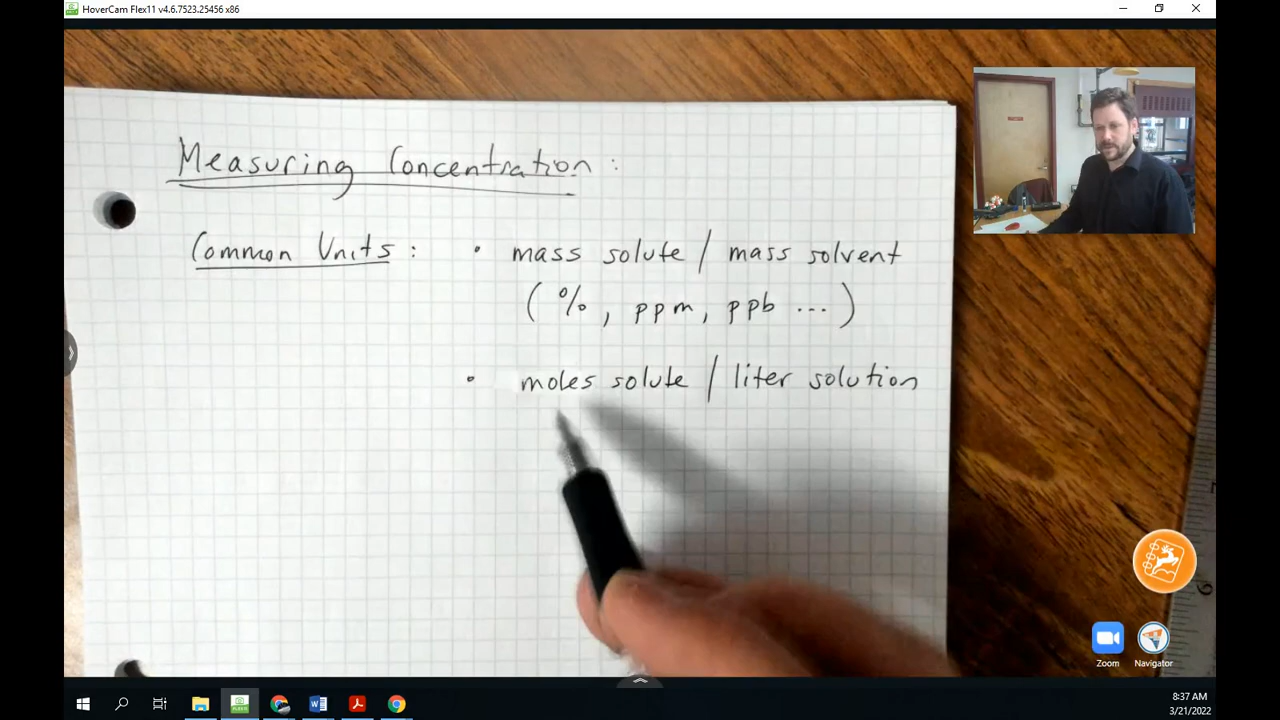 HoverCam Flex11 v4.6.7523.25456 x86
Measuring Concentration:
Common Units: • mass solute / mass solvent
(%, ppm, ppb ...)
• moles solute / liter solution
Zoom Navigator
8:37 AM
3/21/2022